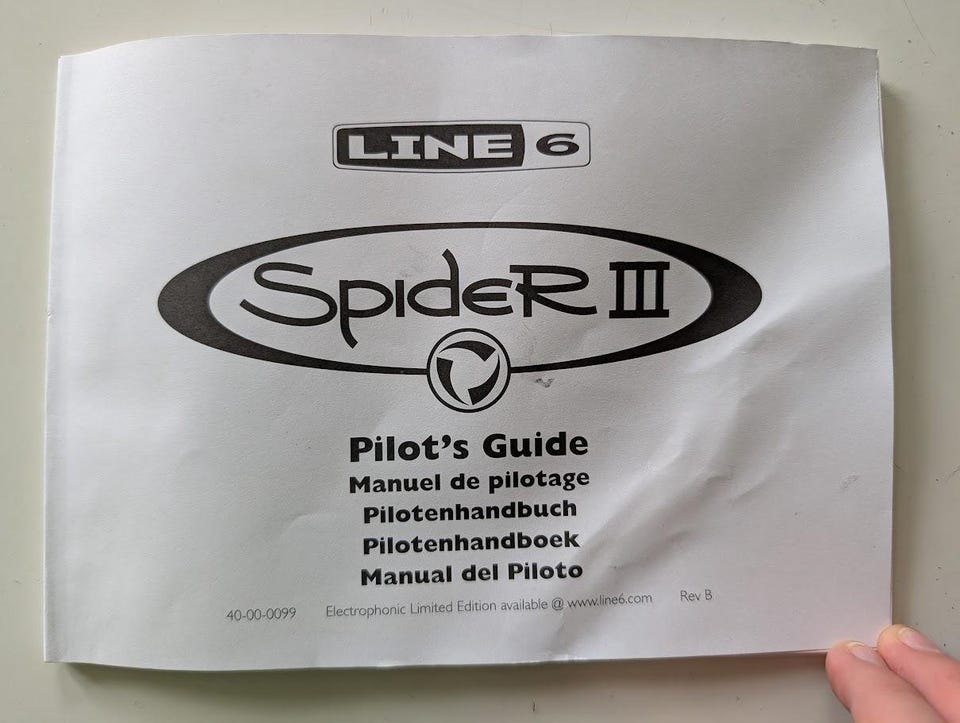 LINE 6
SpideR III
Pilot's Guide
Manuel de pilotage
Pilotenhandbuch
Pilotenhandboek
Manual del Piloto
40-00-0099 Electrophonic Limited Edition available @ www.line6.com Rev B